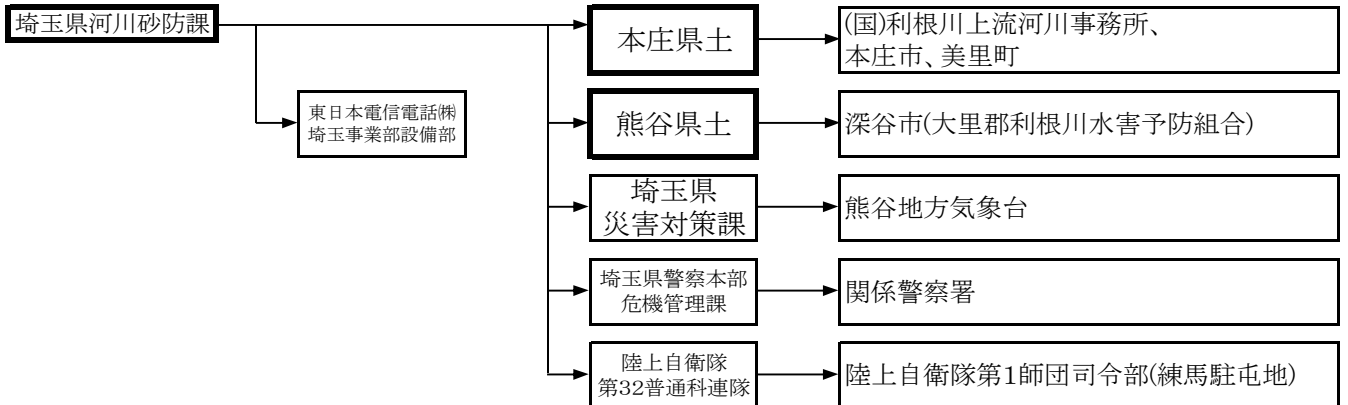 埼玉県河川砂防課
東日本電信電話㈱
埼玉事業部設備部
本庄県土
(国)利根川上流河川事務所、
本庄市、美里町
熊谷県土
深谷市(大里郡利根川水害予防組合)
埼玉県
災害対策課
熊谷地方気象台
埼玉県警察本部
危機管理課
関係警察署
陸上自衛隊
第32普通科連隊
陸上自衛隊第1師団司令部(練馬駐屯地)